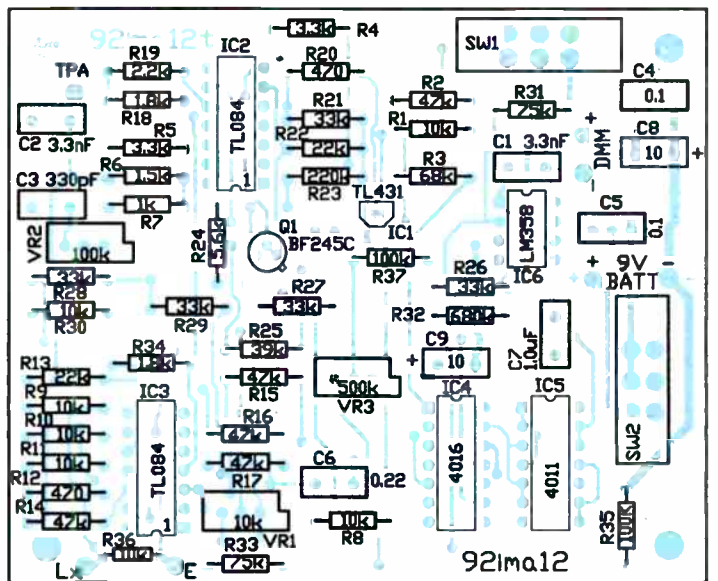 92ima12t
3.3k R4
SW1
IC2
R19
2.2k
TPA
R20
470
C4
0.1
R2
47k
R31
75k
1.8k
R18
R21
33k
R1
10k
+
DMM
-
C2 3.3nF
R5
3.3k
TL084
R22
22k
C1 3.3nF
C8
10 +
R6
1.5k
R3
68k
C3 330pF
220k
R23
1
TL431
1k
R7
LM358
C5
0.1
VR2
100k
R24
5.6k
Q1
BF245C
IC1
100k
R37
IC6
33k
R28
R26
33k
+ 9V -
BATT
10k
R30
33k
R29
R27
33k
R32
680k
R34
1.8k
R25
39k
C9
+ 10
C7
1.0uF
R13
22k
47k
R15
500k
VR3
IC3
IC4
IC5
R9
10k
R10
10k
R16
47k
R11
10k
47k
R17
C6
0.22
4016
4011
SW2
R12
470
TL084
R14
47k
10k
VR1
10k
R8
1
R35
100k
R36
10k
R33
75k
92ima12
Lx
E